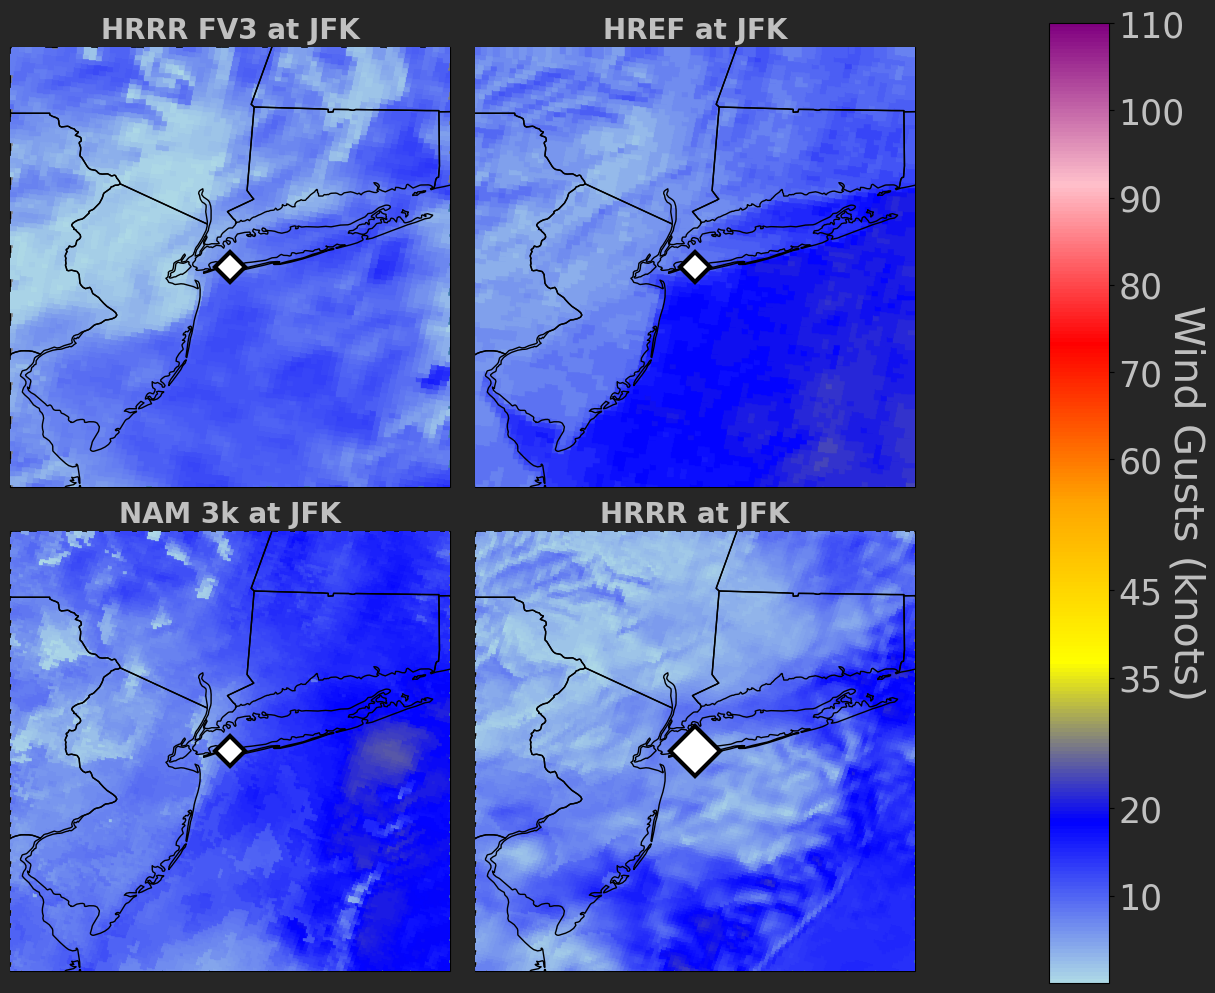 HRRR FV3 at JFK
HREF at JFK
NAM 3k at JFK
HRRR at JFK
110
100
90
80
70
60
45
35
20
10
Wind Gusts (knots)